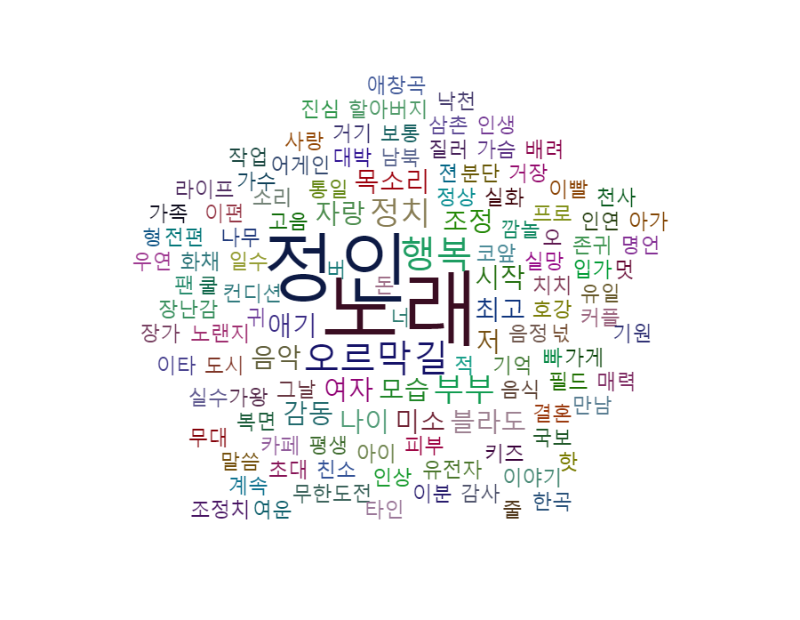 애창곡
진심 할아버지 낙천
사랑 거기 보통 삼촌 인생
작업 어게인 대박 남북 질러 가슴 배려
라이프 가수 소리 통일 목소리 젼 분단 거장
가족 이편 고음 자랑 정치 정상 실화 이빨 천사
형 전편 나무 조정 깜놀 프로 인연 아가
우연 화채 일수 정인 행복 코앞 오 존귀 명언
팬 쿨 컨디션 버 돈 시작 실망 입가 멋
장난감 귀 애기 노래 너 최고 치치 유일
장가 노랜지 저 호강 커플
음악 오르막길 음정 넋 기원
이타 도시 적 기억 빠 가게
실수 가왕 그날 여자 모습 부부 음식 필드 매력
복면 감동 나이 미소 블라도 결혼 만남
무대 카페 평생 아이 피부 키즈 국보
말씀 초대 친소 인상 유전자 이야기 핫
계속 무한도전 이분 감사
조정치 여운 타인 줄 한곡